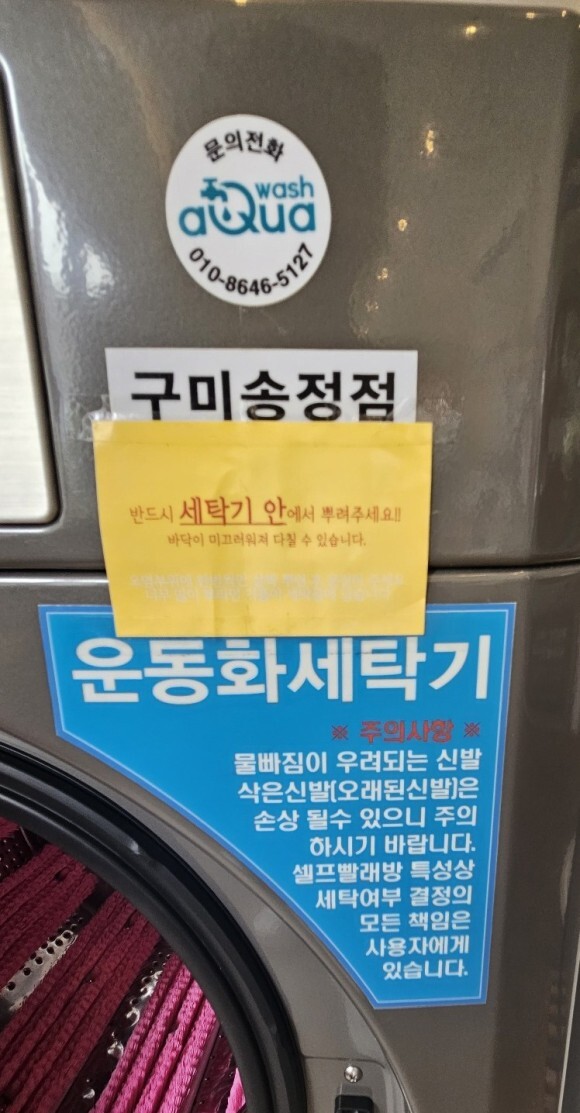 문의전화
wash
aqua
010-8646-5127
구미송정점
반드시 세탁기 안에서 뿌려주세요!!
바닥이 미끄러워져 다칠 수 있습니다.
운동화세탁기
※ 주의사항 ※
물빠짐이 우려되는 신발
삭은신발(오래된신발)은
손상 될수 있으니 주의
하시기 바랍니다.
셀프빨래방 특성상
세탁여부 결정의
모든 책임은
사용자에게
있습니다.